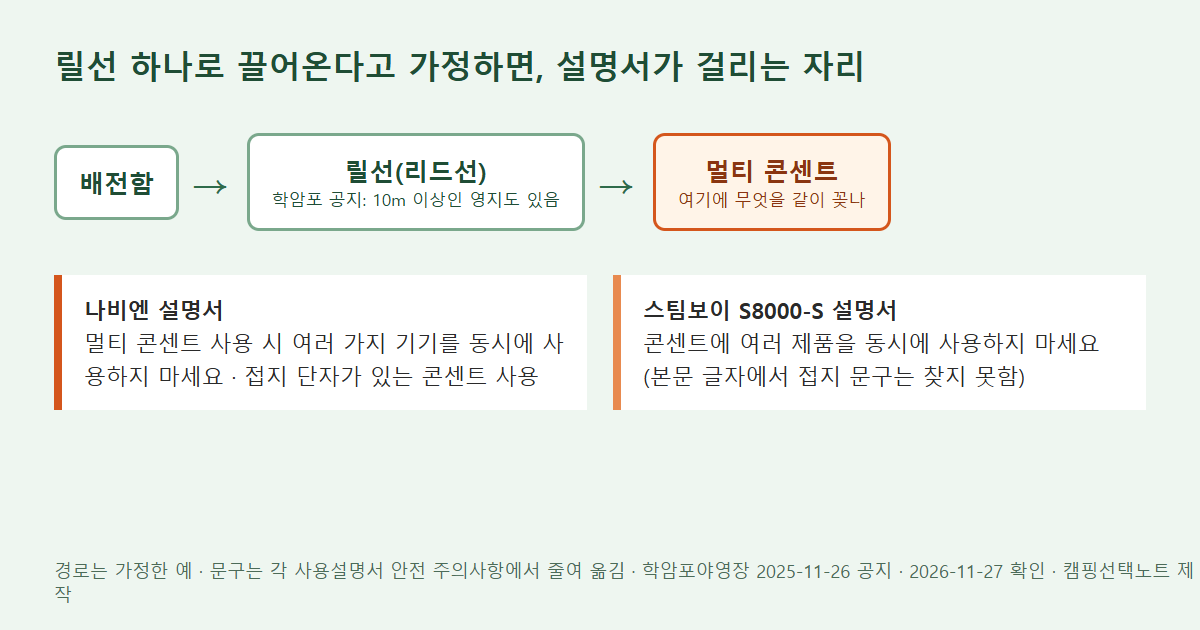 릴선 하나로 끌어온다고 가정하면, 설명서가 걸리는 자리
배전함
→
릴선(리드선)
학암포 공지: 10m 이상인 영지도 있음
→
멀티 콘센트
여기에 무엇을 같이 꽂나
나비엔 설명서
멀티 콘센트 사용 시 여러 가지 기기를 동시에 사
용하지 마세요 · 접지 단자가 있는 콘센트 사용
스팀보이 S8000-S 설명서
콘센트에 여러 제품을 동시에 사용하지 마세요
(본문 글자에서 접지 문구는 찾지 못함)
경로는 가정한 예 · 문구는 각 사용설명서 안전 주의사항에서 줄여 옮김 · 학암포야영장 2025-11-26 공지 · 2026-11-27 확인 · 캠핑선택노트 제
작